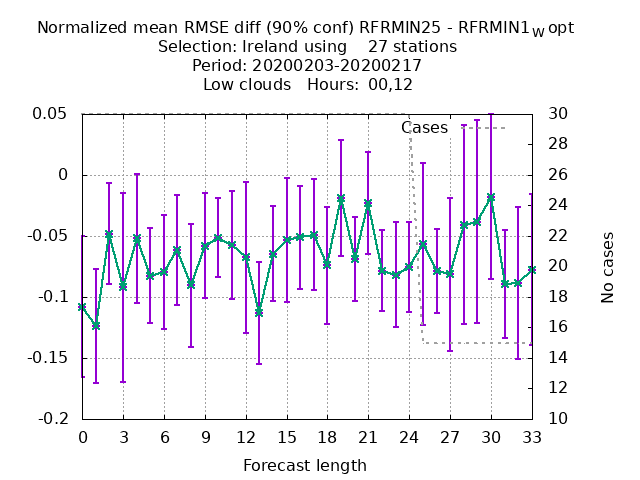 Normalized mean RMSE diff (90% conf) RFRMIN25 - RFRMIN1W opt
Selection: Ireland using 27 stations
Period: 20200203-20200217
Low clouds Hours: 00,12
Cases
0.05
0
-0.05
-0.1
-0.15
-0.2
30
28
26
24
22
20
18
16
14
12
10
No cases
0 3 6 9 12 15 18 21 24 27 30 33
Forecast length